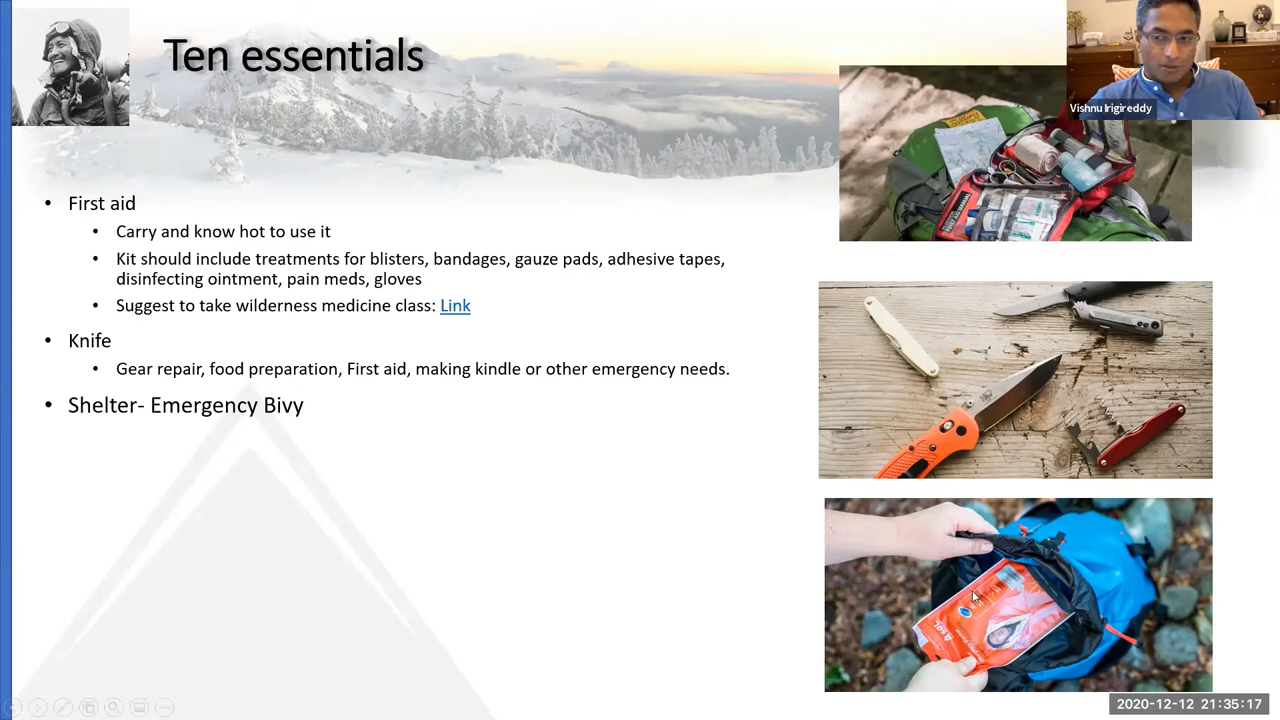 Ten essentials
Vishnu Irigireddy
First aid
Carry and know hot to use it
Kit should include treatments for blisters, bandages, gauze pads, adhesive tapes,
disinfecting ointment, pain meds, gloves
Suggest to take wilderness medicine class: Link
Knife
Gear repair, food preparation, First aid, making kindle or other emergency needs.
Shelter- Emergency Bivy
2020-12-12 21:35:17